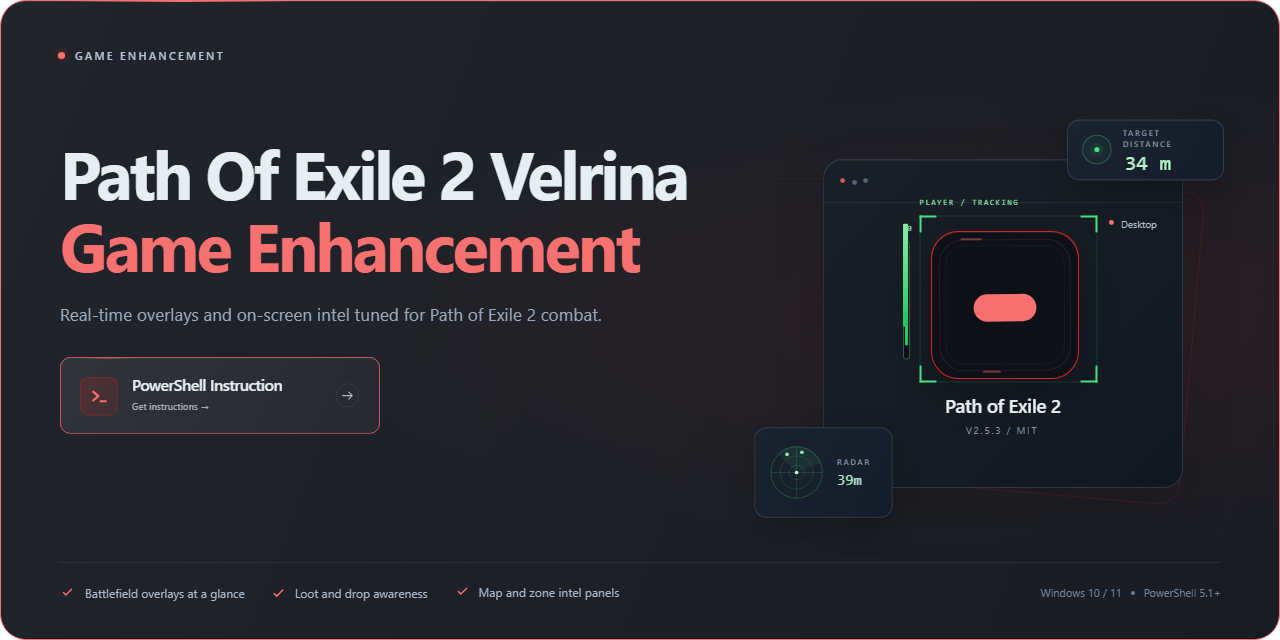 GAME ENHANCEMENT
Path Of Exile 2 Velrina
Game Enhancement
Real-time overlays and on-screen intel tuned for Path of Exile 2 combat.
PowerShell Instruction
Get instructions →
TARGET
DISTANCE
34 m
PLAYER / TRACKING
Desktop
Path of Exile 2
V2.5.3 / MIT
RADAR
39m
Battlefield overlays at a glance
Loot and drop awareness
Map and zone intel panels
Windows 10 / 11 • PowerShell 5.1+